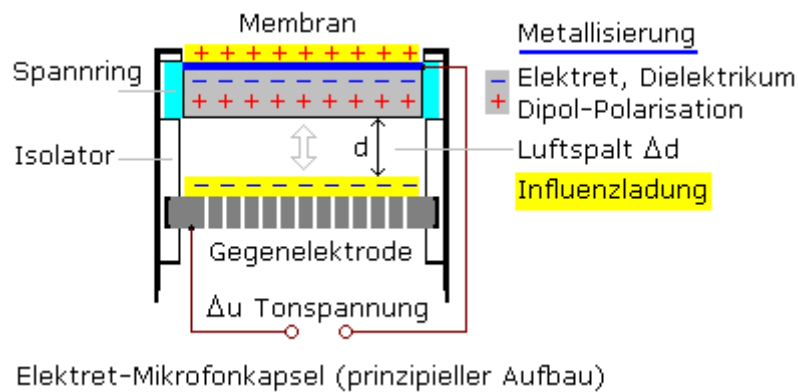 Membran
Metallisierung
Spannring
Elektret, Dielektrikum
Dipol-Polarisation
Isolator
d
Luftspalt Δd
Influenzladung
Gegenelektrode
Δu Tonspannung
Elektret-Mikrofonkapsel (prinzipieller Aufbau)